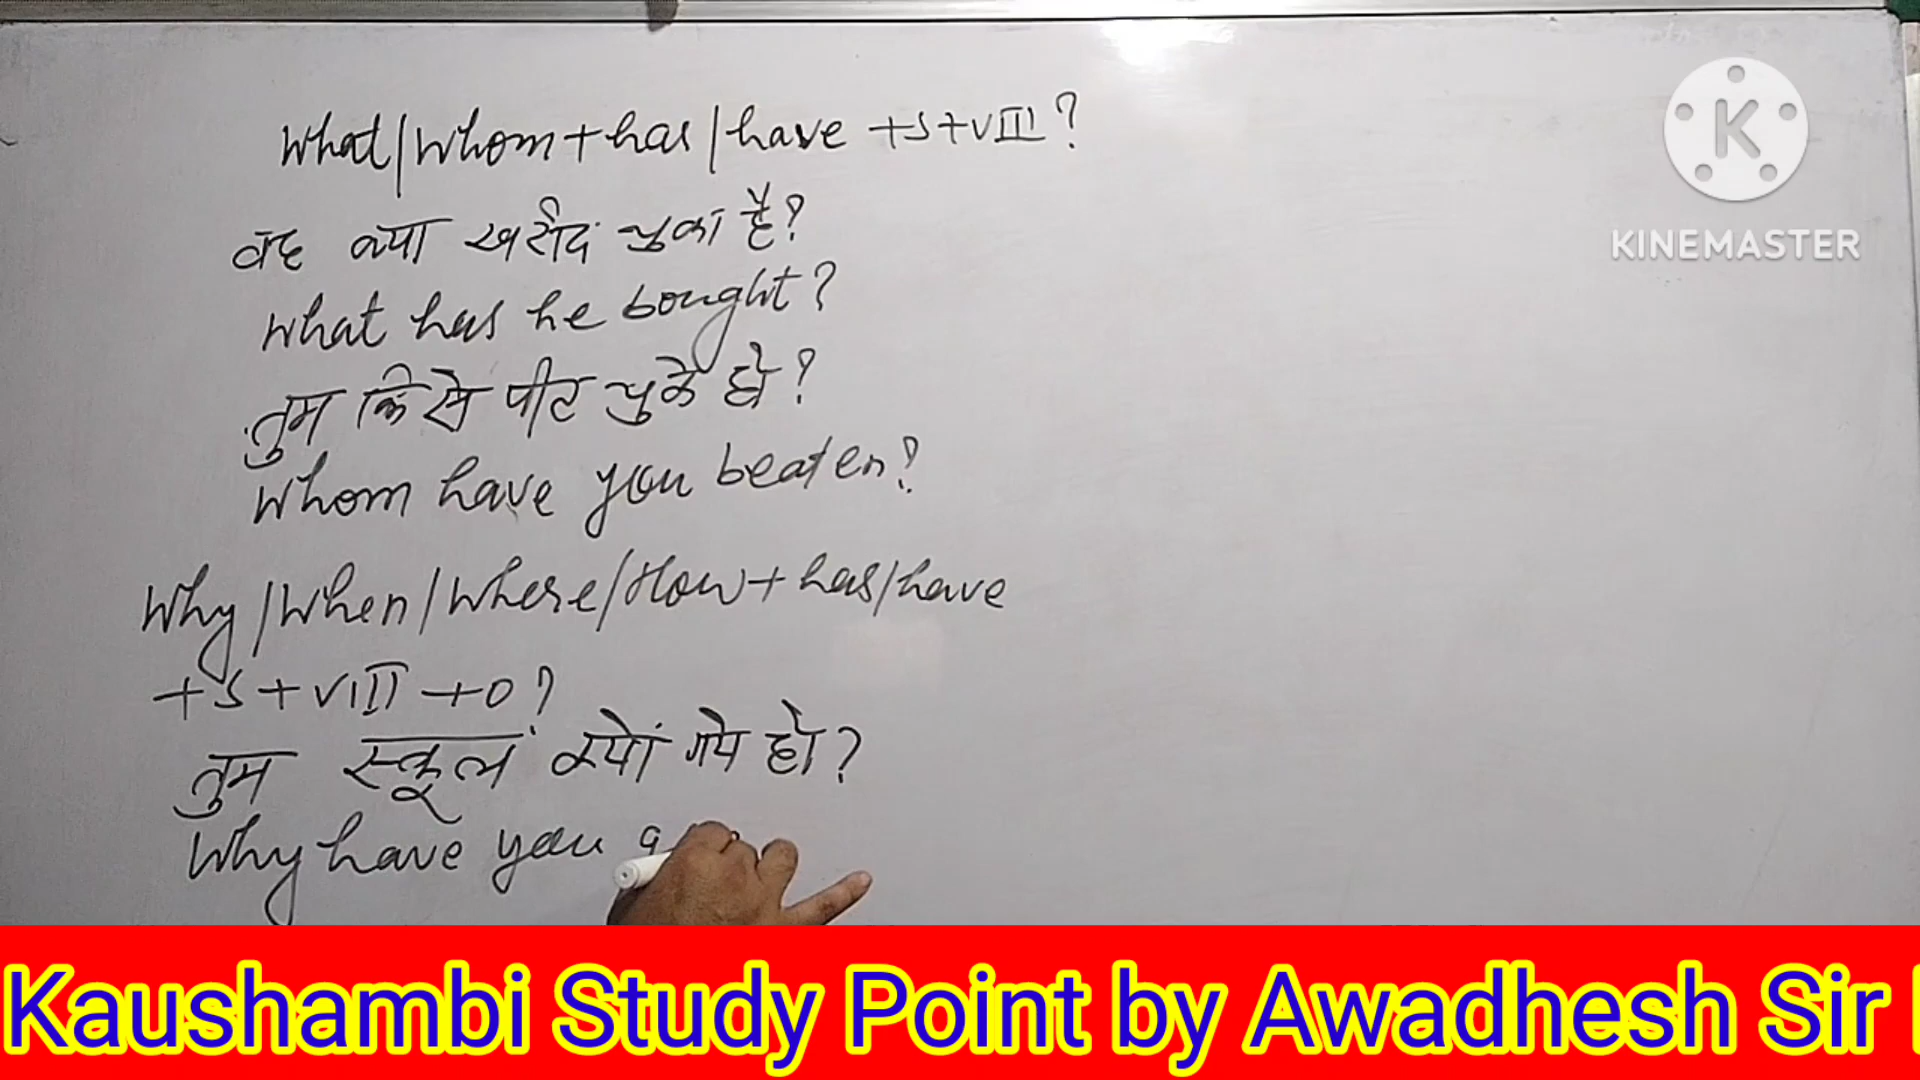 What/Whom+has/have +S+VIII?
वह क्या खरीद चुका है?
What has he bought?
तुम किसे पीट चुके हो?
Whom have you beaten?
Why/When/Where/How+has/have
+S+VIII+O?
तुम स्कूल क्यों गये हो?
Why have you
K
KINEMASTER
Kaushambi Study Point by Awadhesh Sir